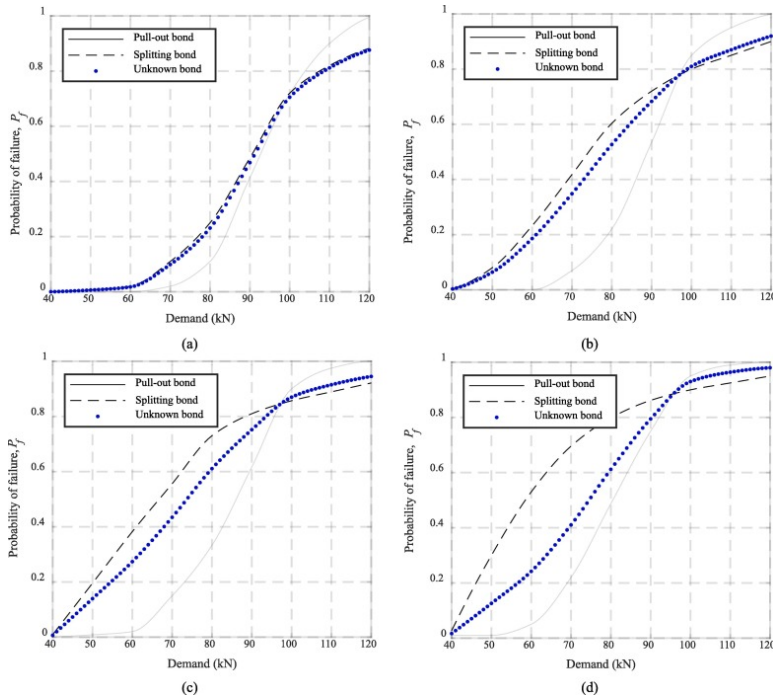 1
0.8
0.6
0.4
0.2
0
Probability of failure, Pf
Pull-out bond
Splitting bond
Unknown bond
40 50 60 70 80 90 100 110 120
Demand (kN)
(a)
1
0.8
0.6
0.4
0.2
0
Probability of failure, Pf
Pull-out bond
Splitting bond
Unknown bond
40 50 60 70 80 90 100 110 120
Demand (kN)
(b)
1
0.8
0.6
0.4
0.2
0
Probability of failure, Pf
Pull-out bond
Splitting bond
Unknown bond
40 50 60 70 80 90 100 110 120
Demand (kN)
(c)
1
0.8
0.6
0.4
0.2
0
Probability of failure, Pf
Pull-out bond
Splitting bond
Unknown bond
40 50 60 70 80 90 100 110 120
Demand (kN)
(d)